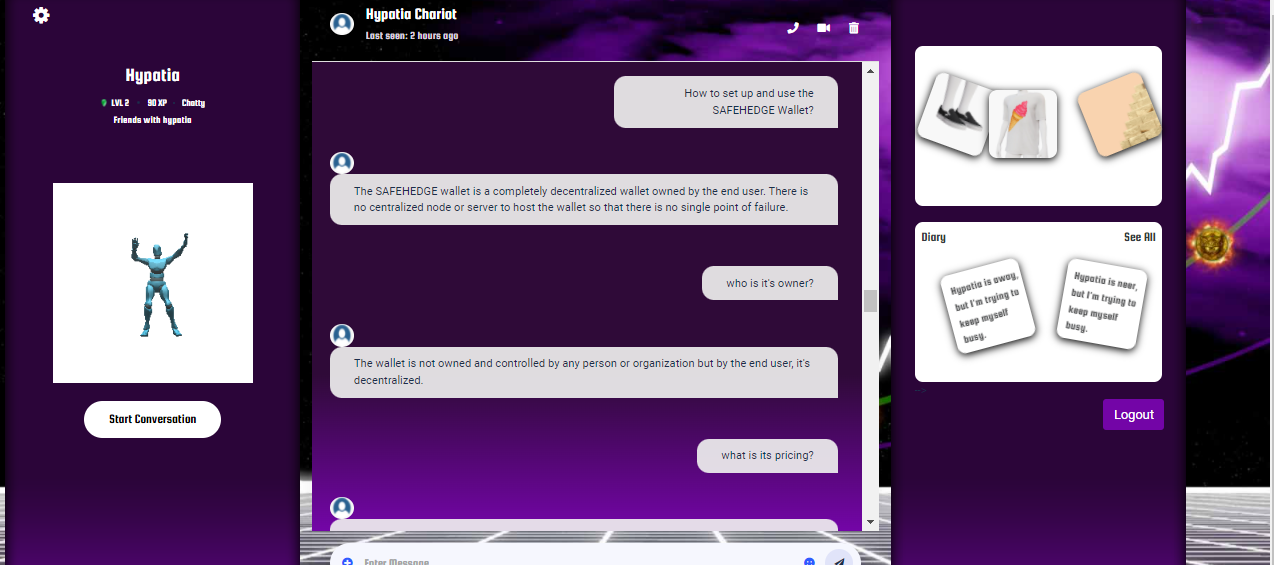 Hypatia
LVL 2 · 90 XP · Chatty
Friends with hypatia
Start Conversation
Hypatia Chariot
Last seen: 2 hours ago
How to set up and use the
SAFEHEDGE Wallet?
The SAFEHEDGE wallet is a completely decentralized wallet owned by the end user. There is
no centralized node or server to host the wallet so that there is no single point of failure.
who is it's owner?
The wallet is not owned and controlled by any person or organization but by the end user, it's
decentralized.
what is its pricing?
Enter Message
Diary
See All
Hypatia is away,
but I'm trying to
keep myself
busy.
Hypatia is neer,
but I'm trying to
keep myself
busy.
Logout